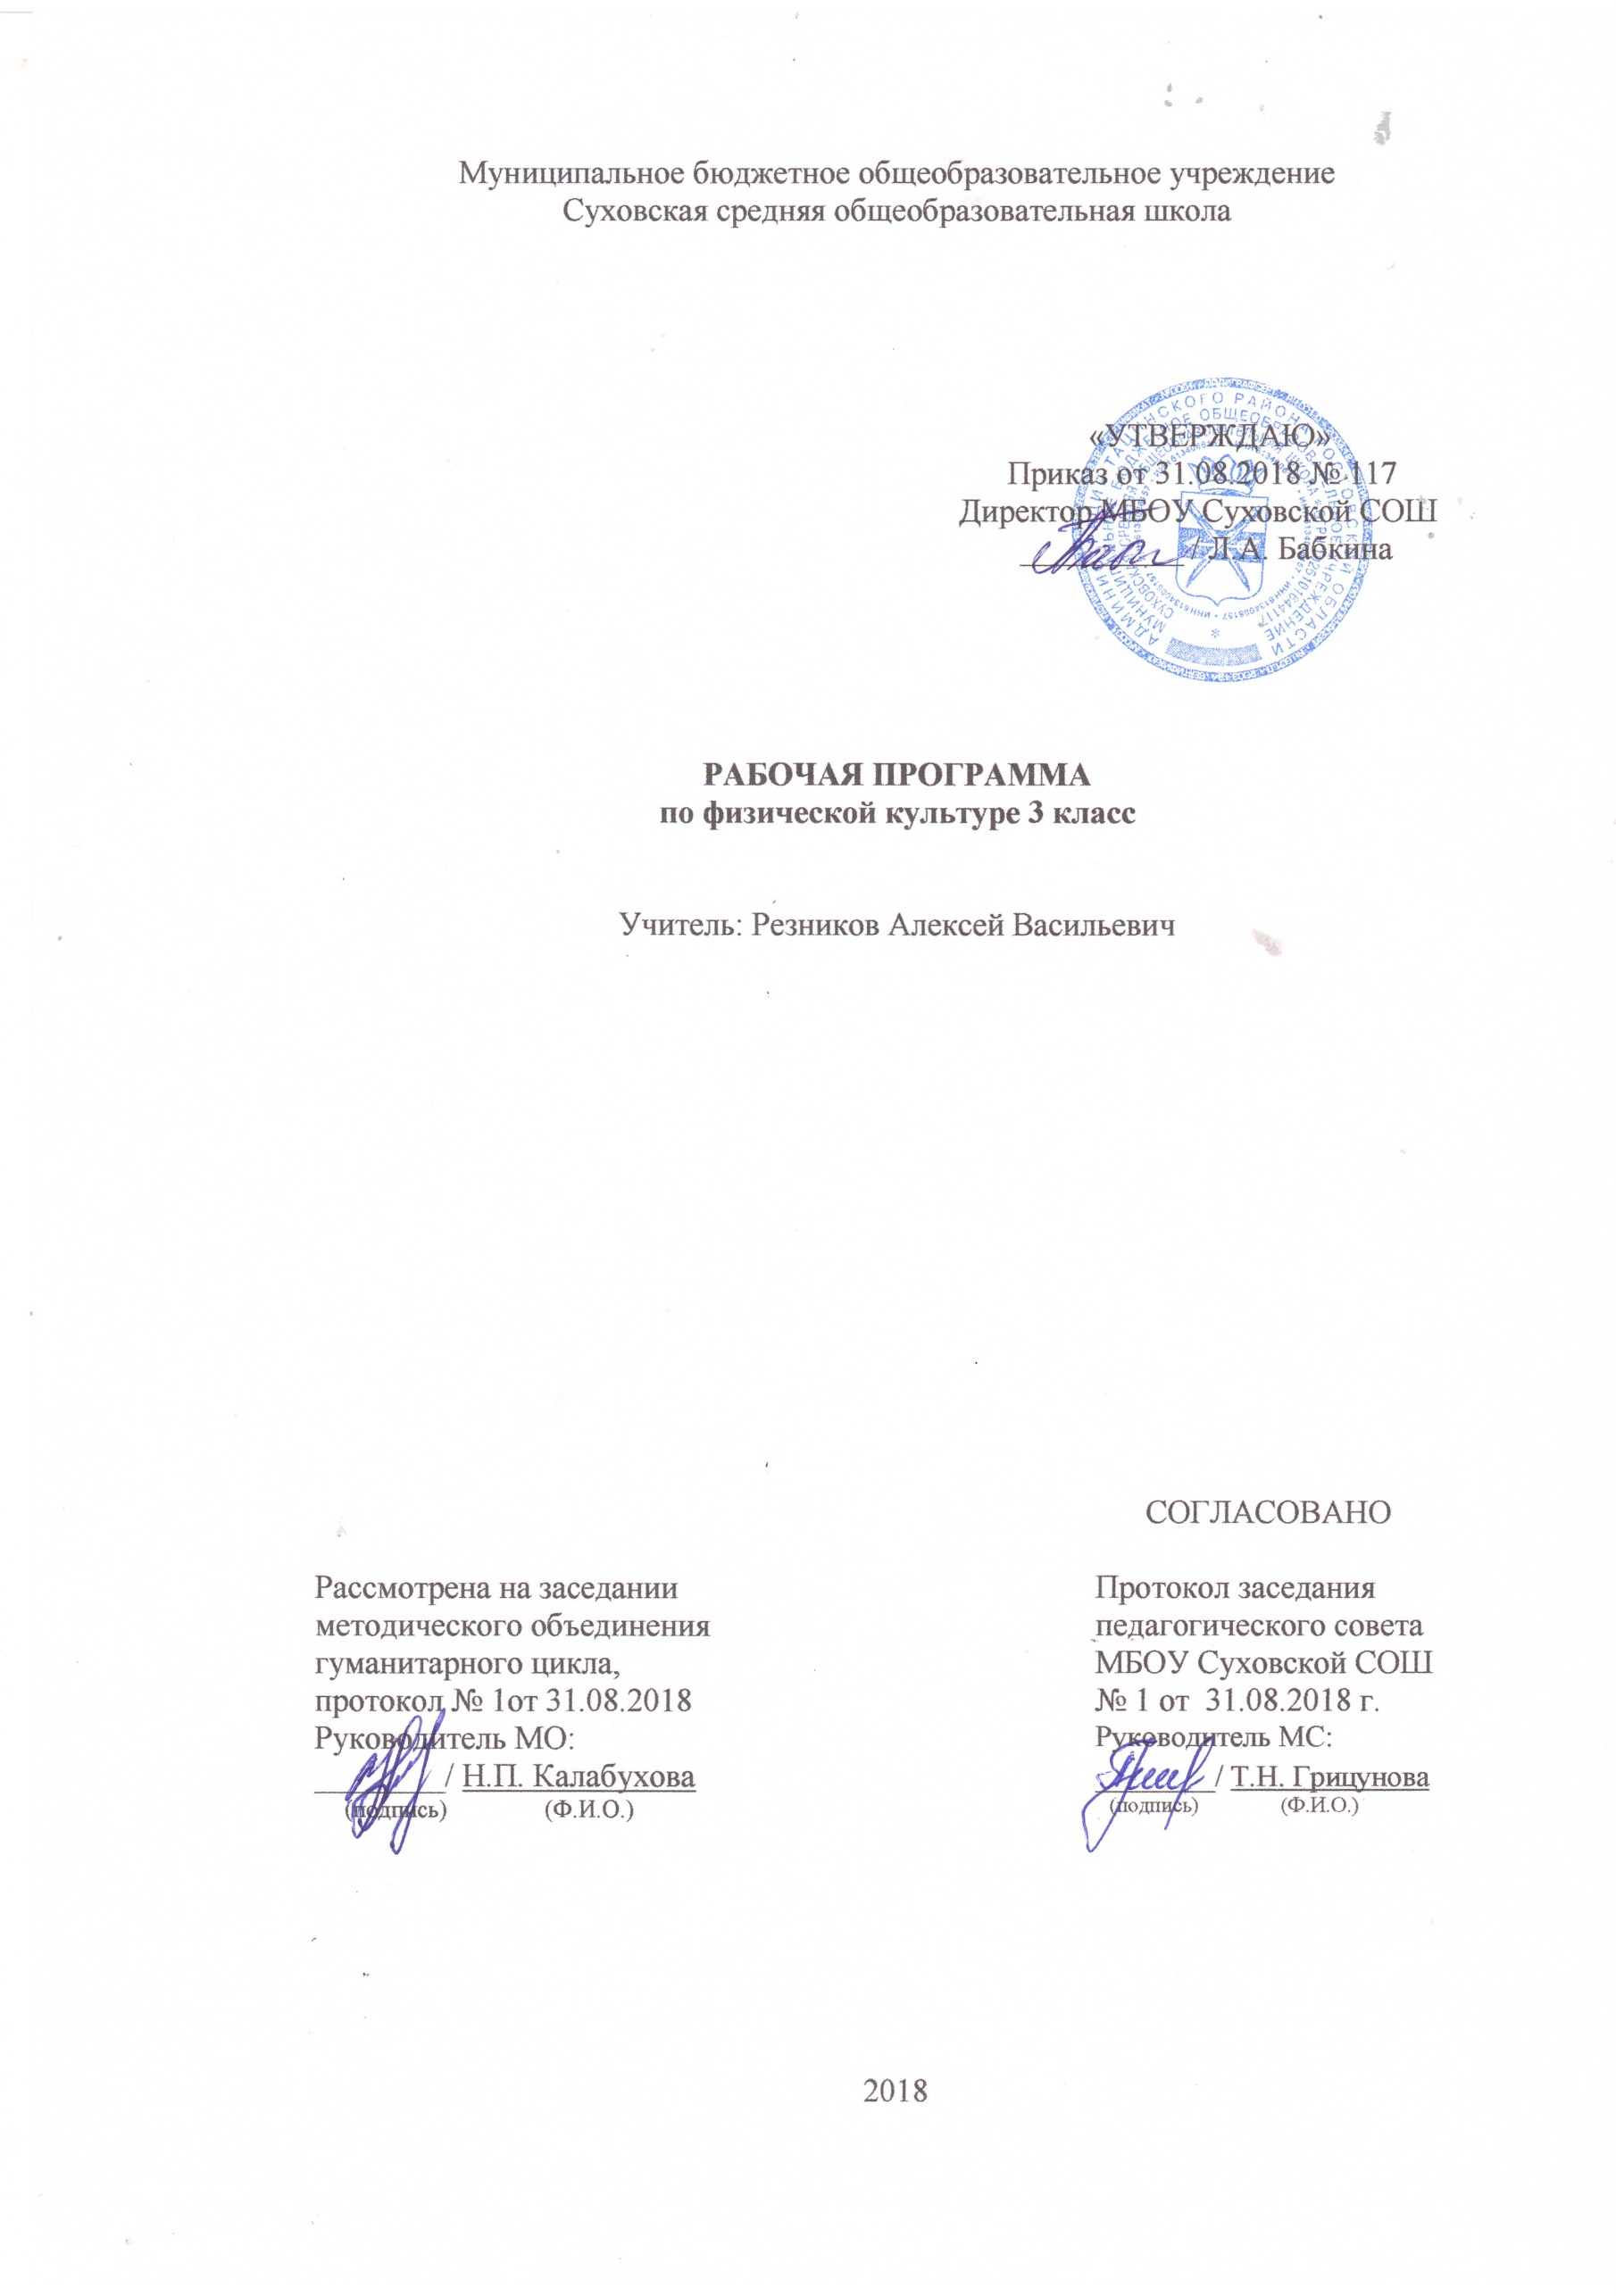 Муниципальное бюджетное общеобразовательное учреждение
Суховская средняя общеобразовательная школа
«УТВЕРЖДАЮ»
Приказ от 31.08.2018 № 117
Директор МБОУ Суховской СОШ
/ Л.А. Бабкина
РАБОЧАЯ ПРОГРАММА
по физической культуре 3 класс
Учитель: Резников Алексей Васильевич
СОГЛАСОВАНО
Рассмотрена на заседании
методического объединения
гуманитарного цикла,
протокол № 1от 31.08.2018
Руководитель МО:
/ Н.П. Калабухова
(подпись) (Ф.И.О.)
Протокол заседания
педагогического совета
МБОУ Суховской СОШ
№ 1 от 31.08.2018 г.
Руководитель МС:
/ Т.Н. Грицунова
(подпись) (Ф.И.О.)
2018